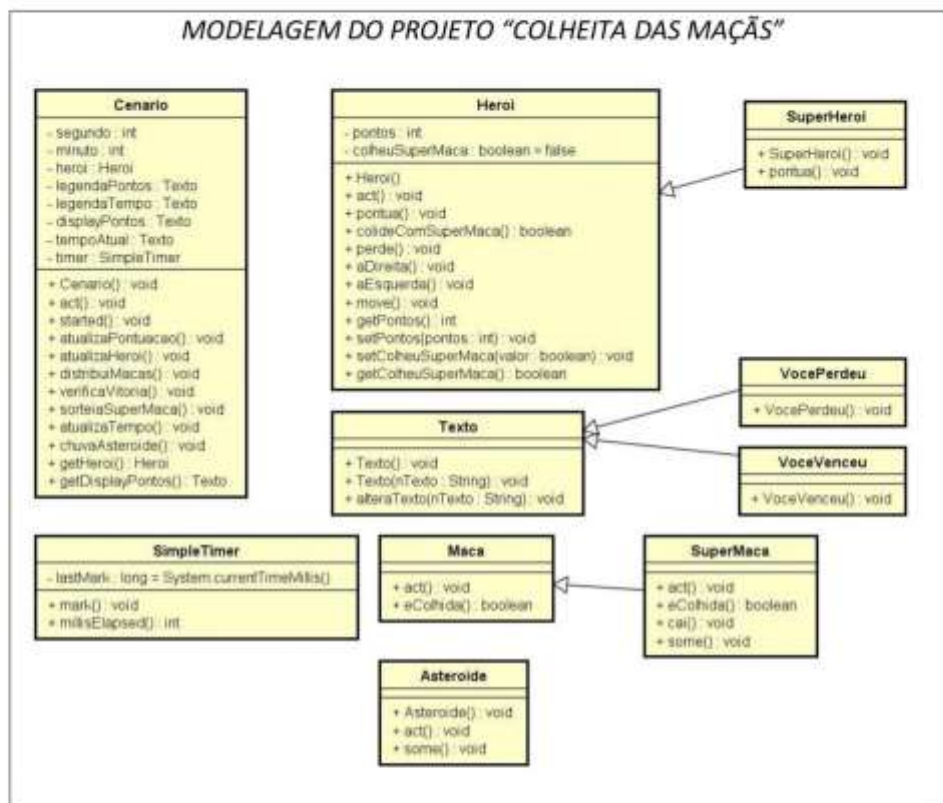 MODELAGEM DO PROJETO “COLHEITA DAS MAÇÃS”
Cenario
- segundo : int
- minuto : int
- heroi : Heroi
- legendaPontos : Texto
- legendaTempo : Texto
- displayPontos : Texto
- tempoAtual : Texto
- timer : SimpleTimer
+ Cenario() : void
+ act() : void
+ started() : void
+ atualizaPontuacao() : void
+ atualizaHeroi() : void
+ distribuiMacas() : void
+ verificaVitoria() : void
+ sorteiaSuperMaca() : void
+ atualizaTempo() : void
+ chuvaAsteroide() : void
+ getHeroi() : Heroi
+ getDisplayPontos() : Texto
Heroi
- pontos : int
- colheuSuperMaca : boolean = false
+ Heroi()
+ act() : void
+ pontua() : void
+ colideComSuperMaca() : boolean
+ perde() : void
+ aDireita() : void
+ aEsquerda() : void
+ move() : void
+ getPontos() : int
+ setPontos(pontos : int) : void
+ setColheuSuperMaca(valor : boolean) : void
+ getColheuSuperMaca() : boolean
SuperHeroi
+ SuperHeroi() : void
+ pontua() : void
Texto
+ Texto() : void
+ Texto(nTexto : String) : void
+ alteraTexto(nTexto : String) : void
VocePerdeu
+ VocePerdeu() : void
VoceVenceu
+ VoceVenceu() : void
SimpleTimer
- lastMark : long = System.currentTimeMillis()
+ mark() : void
+ millisElapsed() : int
Maca
+ act() : void
+ eColhida() : boolean
SuperMaca
+ act() : void
+ eColhida() : boolean
+ cai() : void
+ some() : void
Asteroide
+ Asteroide() : void
+ act() : void
+ some() : void